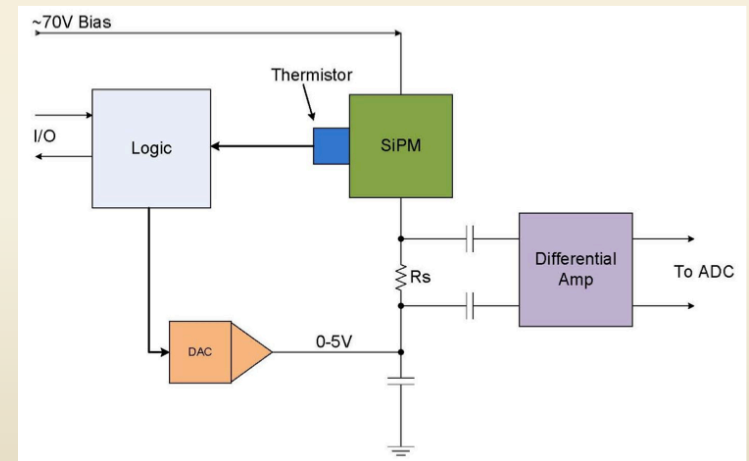 ~70V Bias
Thermistor
I/O
Logic
SiPM
Differential
Amp
To ADC
Rs
0-5V
DAC